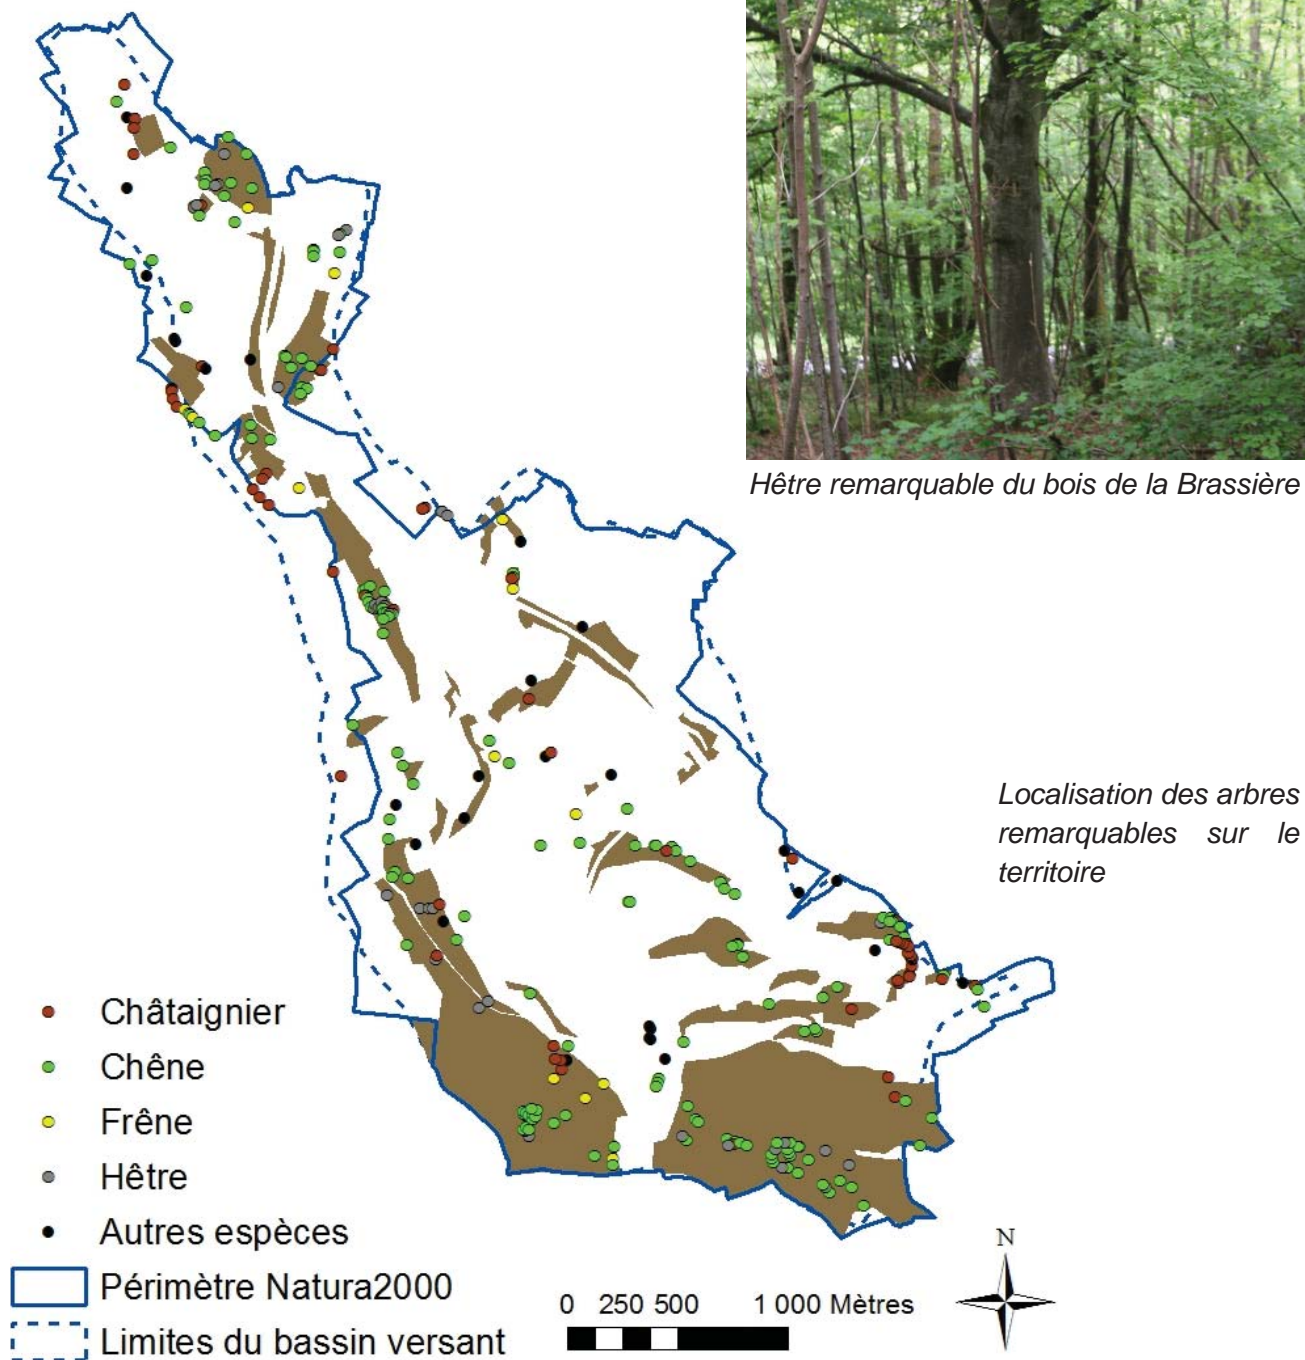 Hêtre remarquable du bois de la Brassière
Localisation des arbres
remarquables sur le
territoire
Châtaignier
Chêne
Frêne
Hêtre
Autres espèces
Périmètre Natura2000
Limites du bassin versant
0 250 500 1 000 Mètres
N